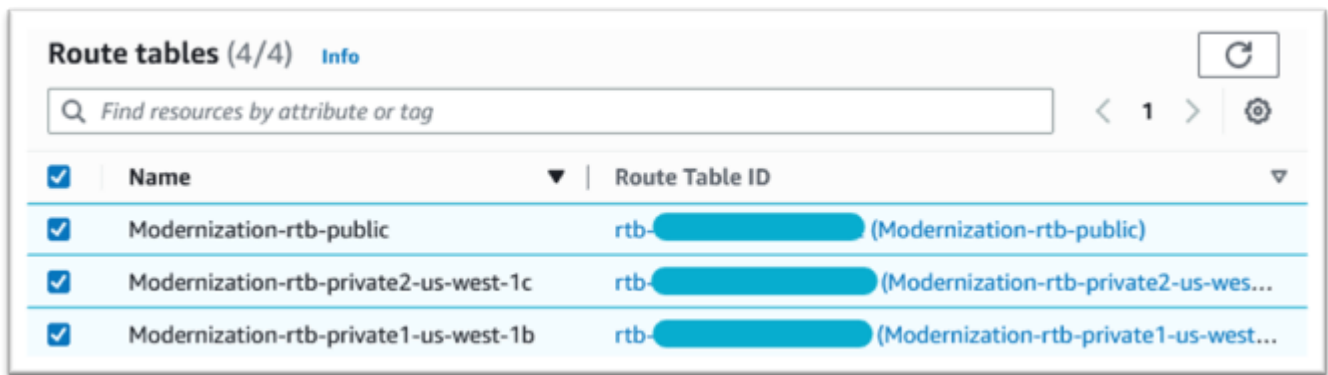 Route tables (4/4) Info
Find resources by attribute or tag 1
Name Route Table ID
Modernization-rtb-public rtb- (Modernization-rtb-public)
Modernization-rtb-private2-us-west-1c rtb- (Modernization-rtb-private2-us-wes...
Modernization-rtb-private1-us-west-1b rtb- (Modernization-rtb-private1-us-west...